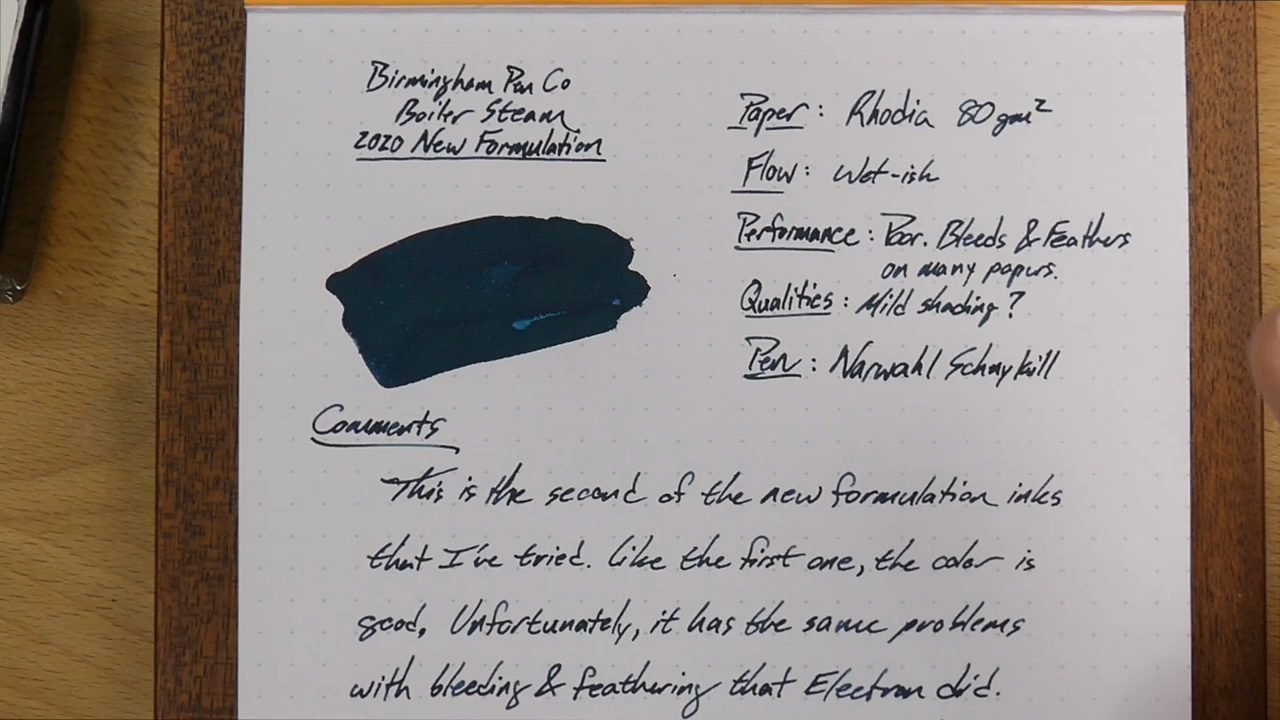 Birmingham Pen Co
Boiler Steam
2020 New Formulation
Paper: Rhodia 80gm²
Flow: Wet-ish
Performance: Poor. Bleeds & Feathers
on many papers.
Qualities: Mild shading?
Pen: Narwahl Schuykill
Comments
This is the second of the new formulation inks
that I've tried. Like the first one, the color is
good, Unfortunately, it has the same problems
with bleeding & feathering that Electron did.